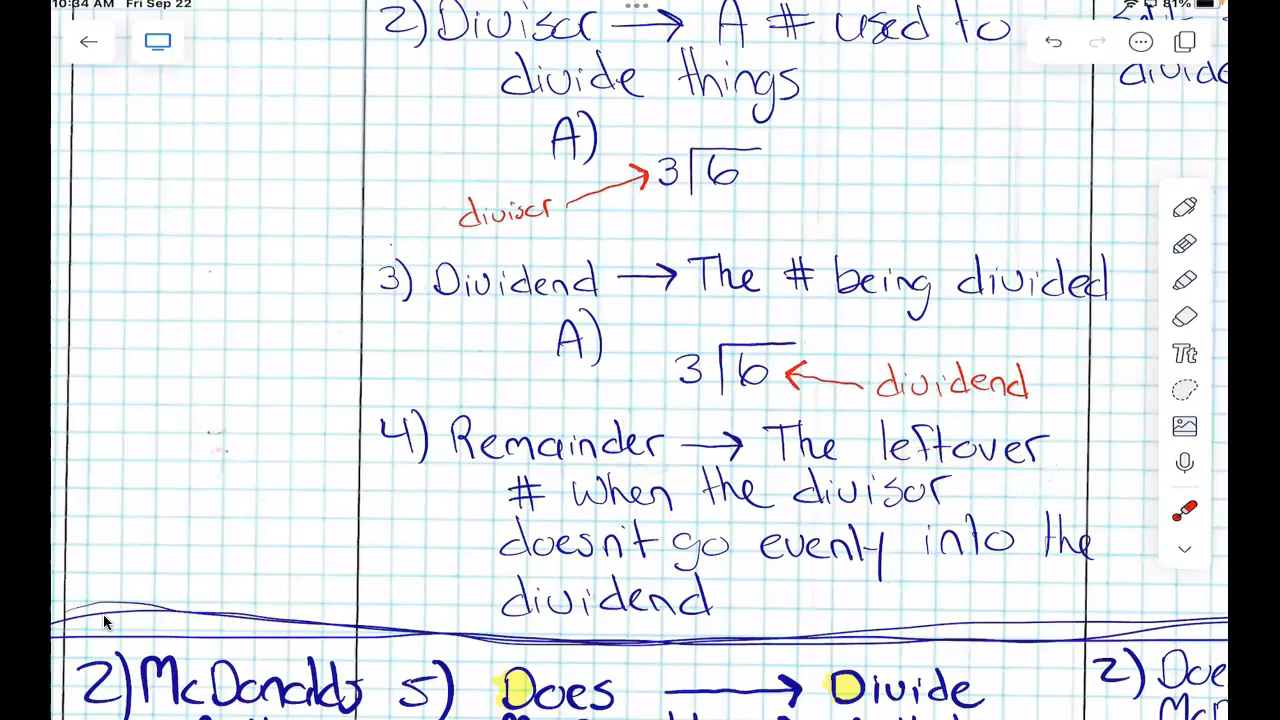 10:34 AM Fri Sep 22
81%
2) Divisor → A # used to
divide things
divide
A)
3 6
divisor
3) Dividend → The # being divided
A)
3 6 ← dividend
Tt
4) Remainder → The leftover
# when the divisor
doesn't go evenly into the
dividend
2) McDonalds 5) Does → Divide
2) Does